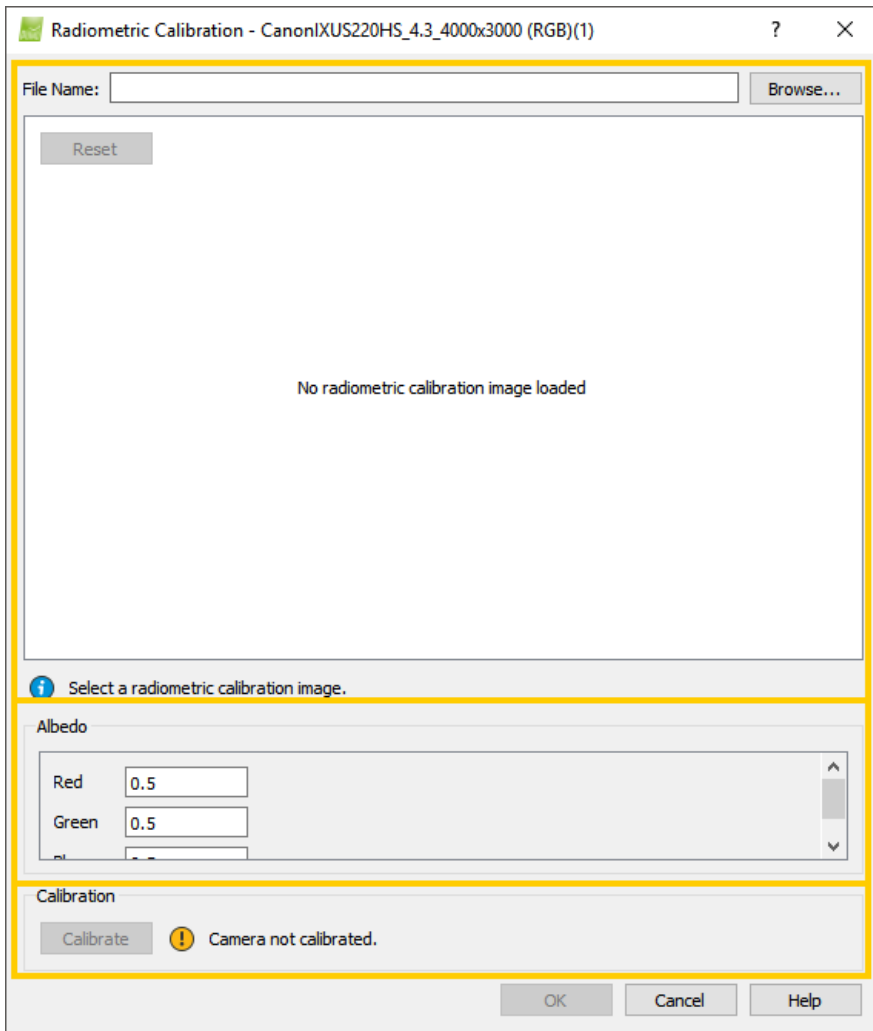 Radiometric Calibration - CanonIXUS220HS_4.3_4000x3000 (RGB)(1) ?
File Name: Browse...
Reset
No radiometric calibration image loaded
Select a radiometric calibration image.
Albedo
Red 0.5
Green 0.5
Calibration
Calibrate Camera not calibrated.
OK Cancel Help